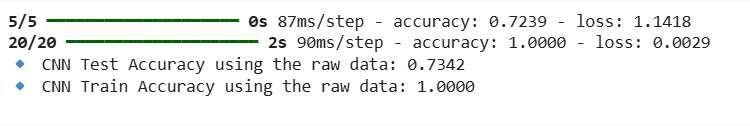 5/5 ━━━━━━━━━━━━━━━━━━━━ 0s 87ms/step - accuracy: 0.7239 - loss: 1.1418
20/20 ━━━━━━━━━━━━━━━━━━━━ 2s 90ms/step - accuracy: 1.0000 - loss: 0.0029
🔹 CNN Test Accuracy using the raw data: 0.7342
🔹 CNN Train Accuracy using the raw data: 1.0000